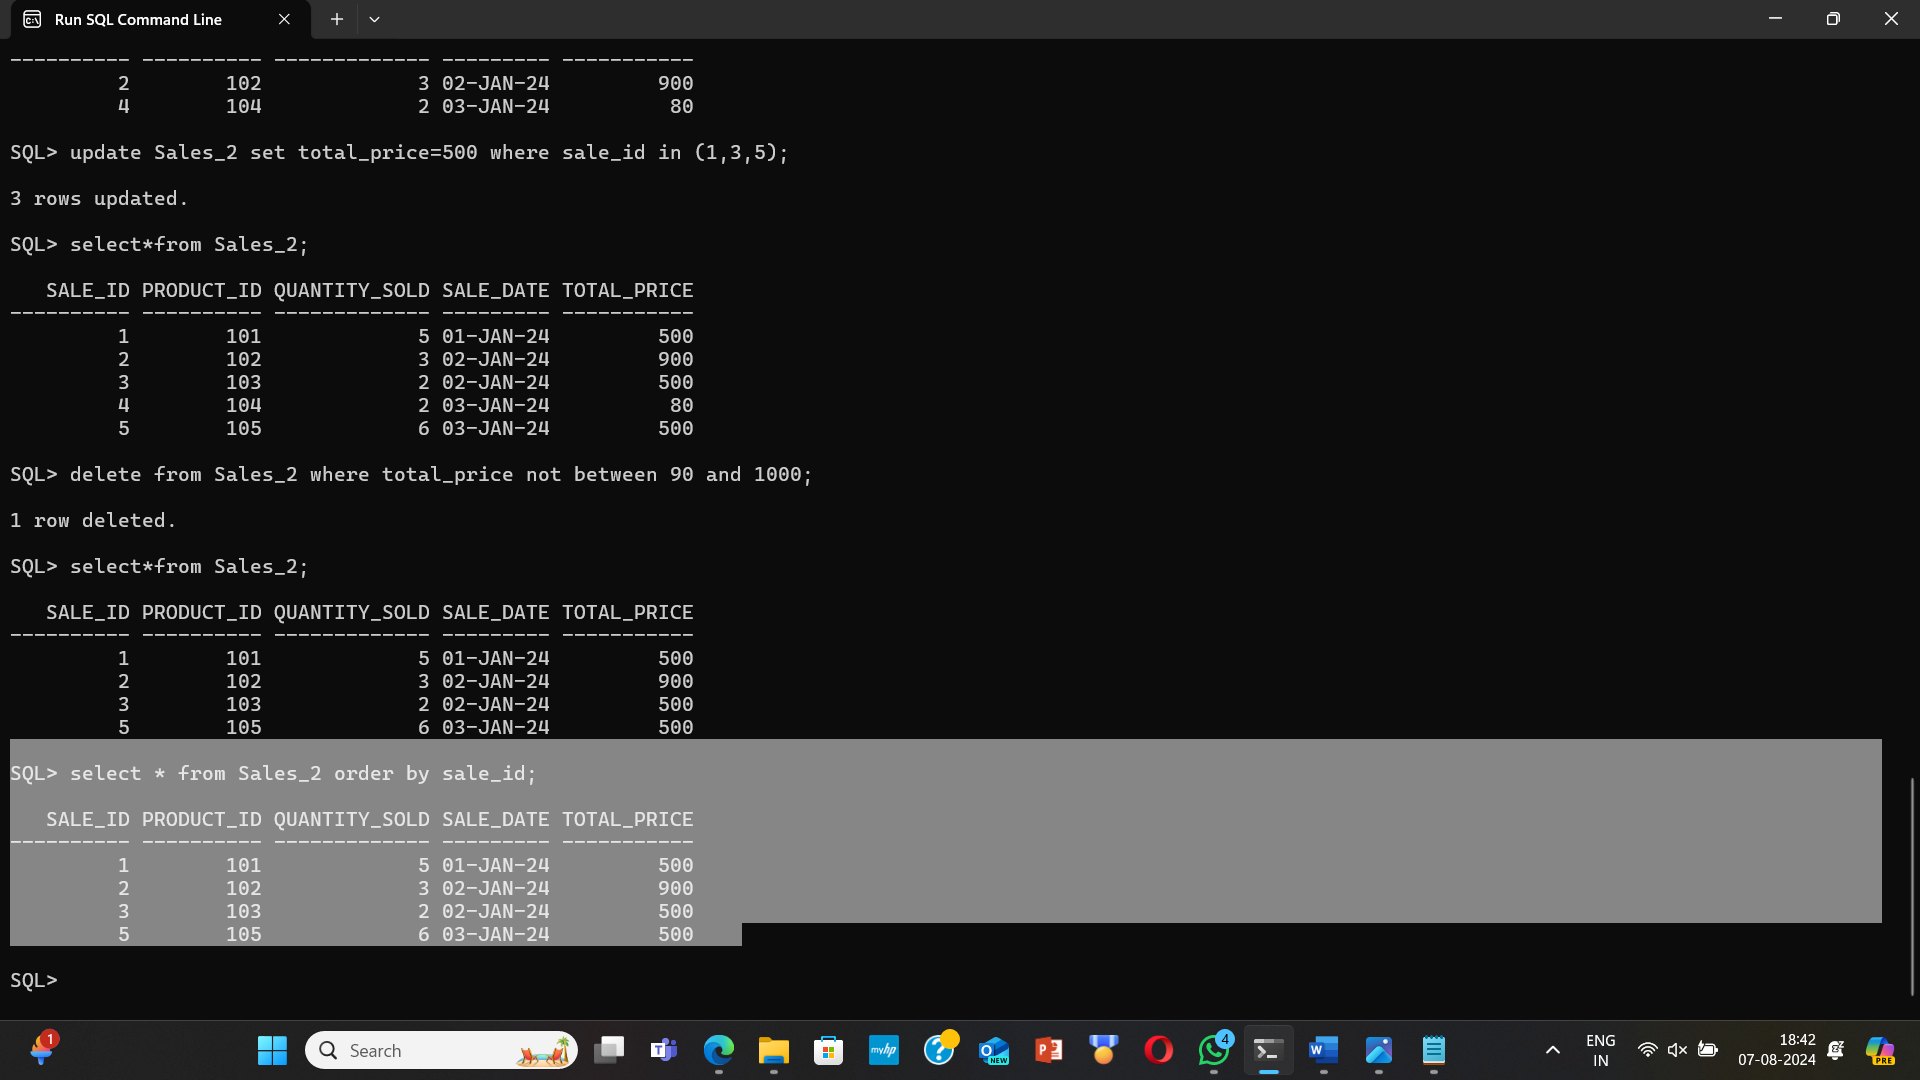 Run SQL Command Line
---------- ---------- ------------- --------- -----------
         2        102             3 02-JAN-24         900
         4        104             2 03-JAN-24          80
SQL> update Sales_2 set total_price=500 where sale_id in (1,3,5);
3 rows updated.
SQL> select*from Sales_2;
   SALE_ID PRODUCT_ID QUANTITY_SOLD SALE_DATE TOTAL_PRICE
---------- ---------- ------------- --------- -----------
         1        101             5 01-JAN-24         500
         2        102             3 02-JAN-24         900
         3        103             2 02-JAN-24         500
         4        104             2 03-JAN-24          80
         5        105             6 03-JAN-24         500
SQL> delete from Sales_2 where total_price not between 90 and 1000;
1 row deleted.
SQL> select*from Sales_2;
   SALE_ID PRODUCT_ID QUANTITY_SOLD SALE_DATE TOTAL_PRICE
---------- ---------- ------------- --------- -----------
         1        101             5 01-JAN-24         500
         2        102             3 02-JAN-24         900
         3        103             2 02-JAN-24         500
         5        105             6 03-JAN-24         500
SQL> select * from Sales_2 order by sale_id;
   SALE_ID PRODUCT_ID QUANTITY_SOLD SALE_DATE TOTAL_PRICE
---------- ---------- ------------- --------- -----------
         1        101             5 01-JAN-24         500
         2        102             3 02-JAN-24         900
         3        103             2 02-JAN-24         500
         5        105             6 03-JAN-24         500
SQL>
1
Search
myhp
NEW
4
ENG
IN
18:42
07-08-2024
PRE